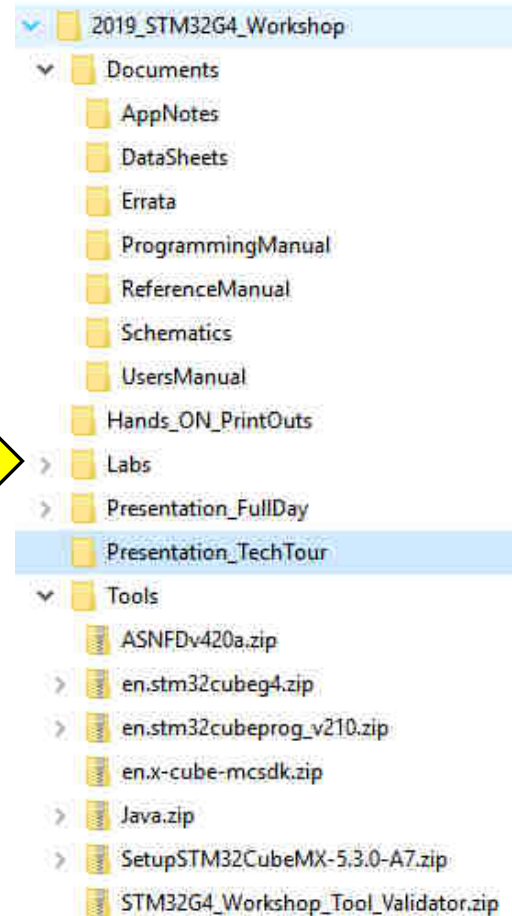 2019_STM32G4_Workshop
Documents
AppNotes
DataSheets
Errata
ProgrammingManual
ReferenceManual
Schematics
UsersManual
Hands_ON_PrintOuts
Labs
Presentation_FullDay
Presentation_TechTour
Tools
ASNFDv420a.zip
en.stm32cubeg4.zip
en.stm32cubeprog_v210.zip
en.x-cube-mcsdk.zip
Java.zip
SetupSTM32CubeMX-5.3.0-A7.zip
STM32G4_Workshop_Tool_Validator.zip